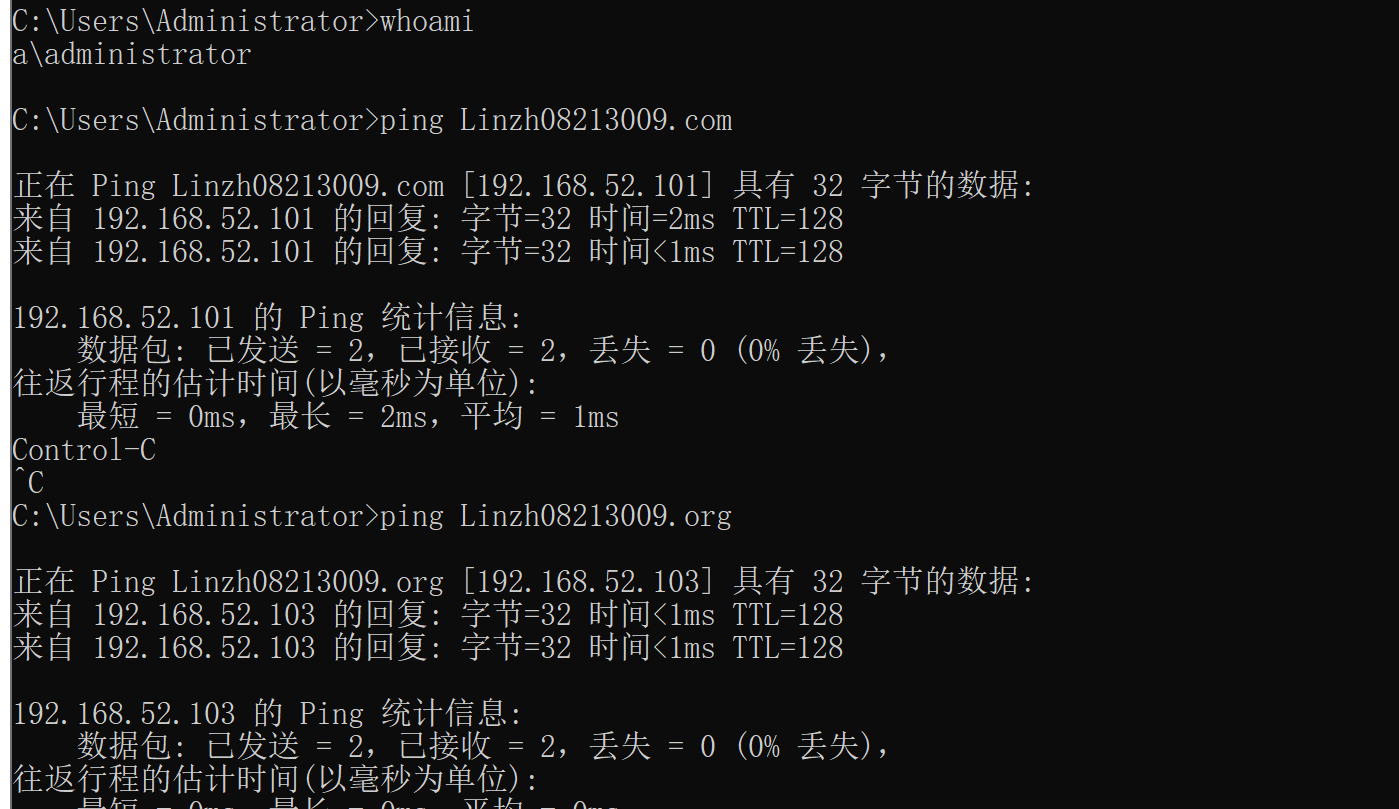 C:\Users\Administrator>whoami
a\administrator
C:\Users\Administrator>ping Linzh08213009.com
正在 Ping Linzh08213009.com [192.168.52.101] 具有 32 字节的数据:
来自 192.168.52.101 的回复: 字节=32 时间=2ms TTL=128
来自 192.168.52.101 的回复: 字节=32 时间<1ms TTL=128
192.168.52.101 的 Ping 统计信息:
数据包: 已发送 = 2，已接收 = 2，丢失 = 0 (0% 丢失)，
往返行程的估计时间(以毫秒为单位):
最短 = 0ms，最长 = 2ms，平均 = 1ms
Control-C
^C
C:\Users\Administrator>ping Linzh08213009.org
正在 Ping Linzh08213009.org [192.168.52.103] 具有 32 字节的数据:
来自 192.168.52.103 的回复: 字节=32 时间<1ms TTL=128
来自 192.168.52.103 的回复: 字节=32 时间<1ms TTL=128
192.168.52.103 的 Ping 统计信息:
数据包: 已发送 = 2，已接收 = 2，丢失 = 0 (0% 丢失)，
往返行程的估计时间(以毫秒为单位):
最短 = 0ms，最长 = 0ms，平均 = 0ms